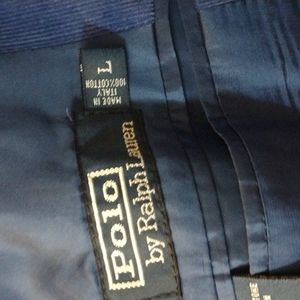 Polo
by Ralph Lauren
L
100% COTTON
MADE IN
ITALY